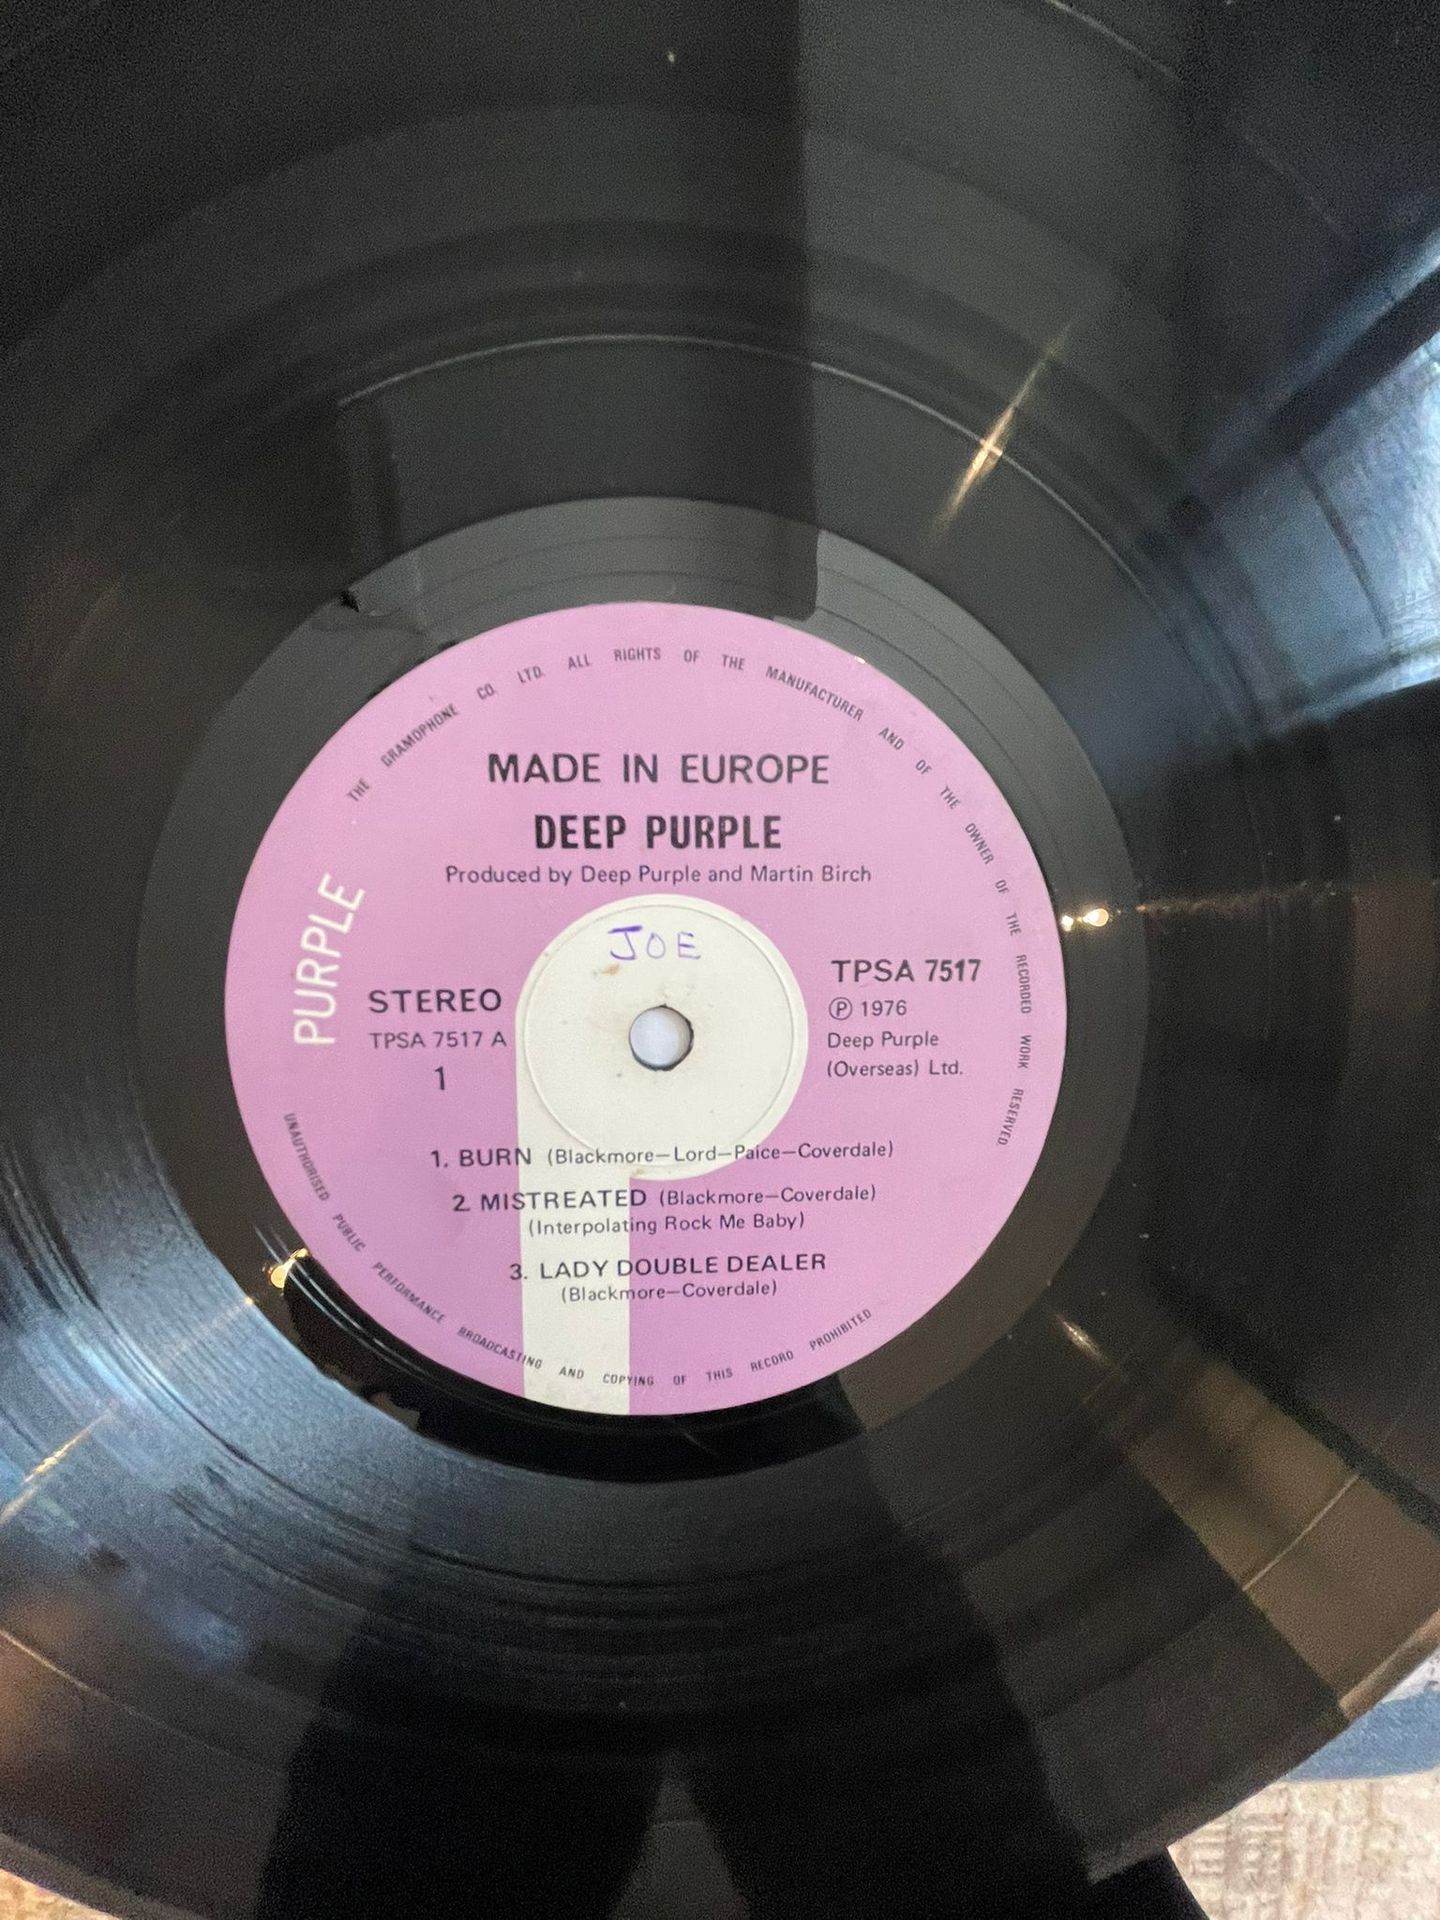 THE GRAMOPHONE CO. LTD. ALL RIGHTS OF THE MANUFACTURER AND OF THE OWNER OF THE RECORDED WORK RESERVED.
MADE IN EUROPE
DEEP PURPLE
Produced by Deep Purple and Martin Birch
PURPLE
JOE
STEREO
TPSA 7517 A
1
TPSA 7517
Ⓟ 1976
Deep Purple
(Overseas) Ltd.
1. BURN (Blackmore—Lord—Paice—Coverdale)
2. MISTREATED (Blackmore—Coverdale)
(Interpolating Rock Me Baby)
3. LADY DOUBLE DEALER
(Blackmore—Coverdale)
UNAUTHORISED PUBLIC PERFORMANCE BROADCASTING AND COPYING OF THIS RECORD PROHIBITED